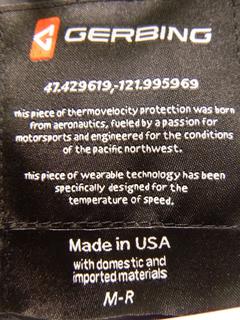 GERBING
47.429619,-121.995969
This piece of thermovelocity protection was born
from aeronautics, fueled by a passion for
motorsports and engineered for the conditions
of the pacific northwest.
This piece of wearable technology has been
specifically designed for the
temperature of speed.
Made in USA
with domestic and
imported materials
M-R